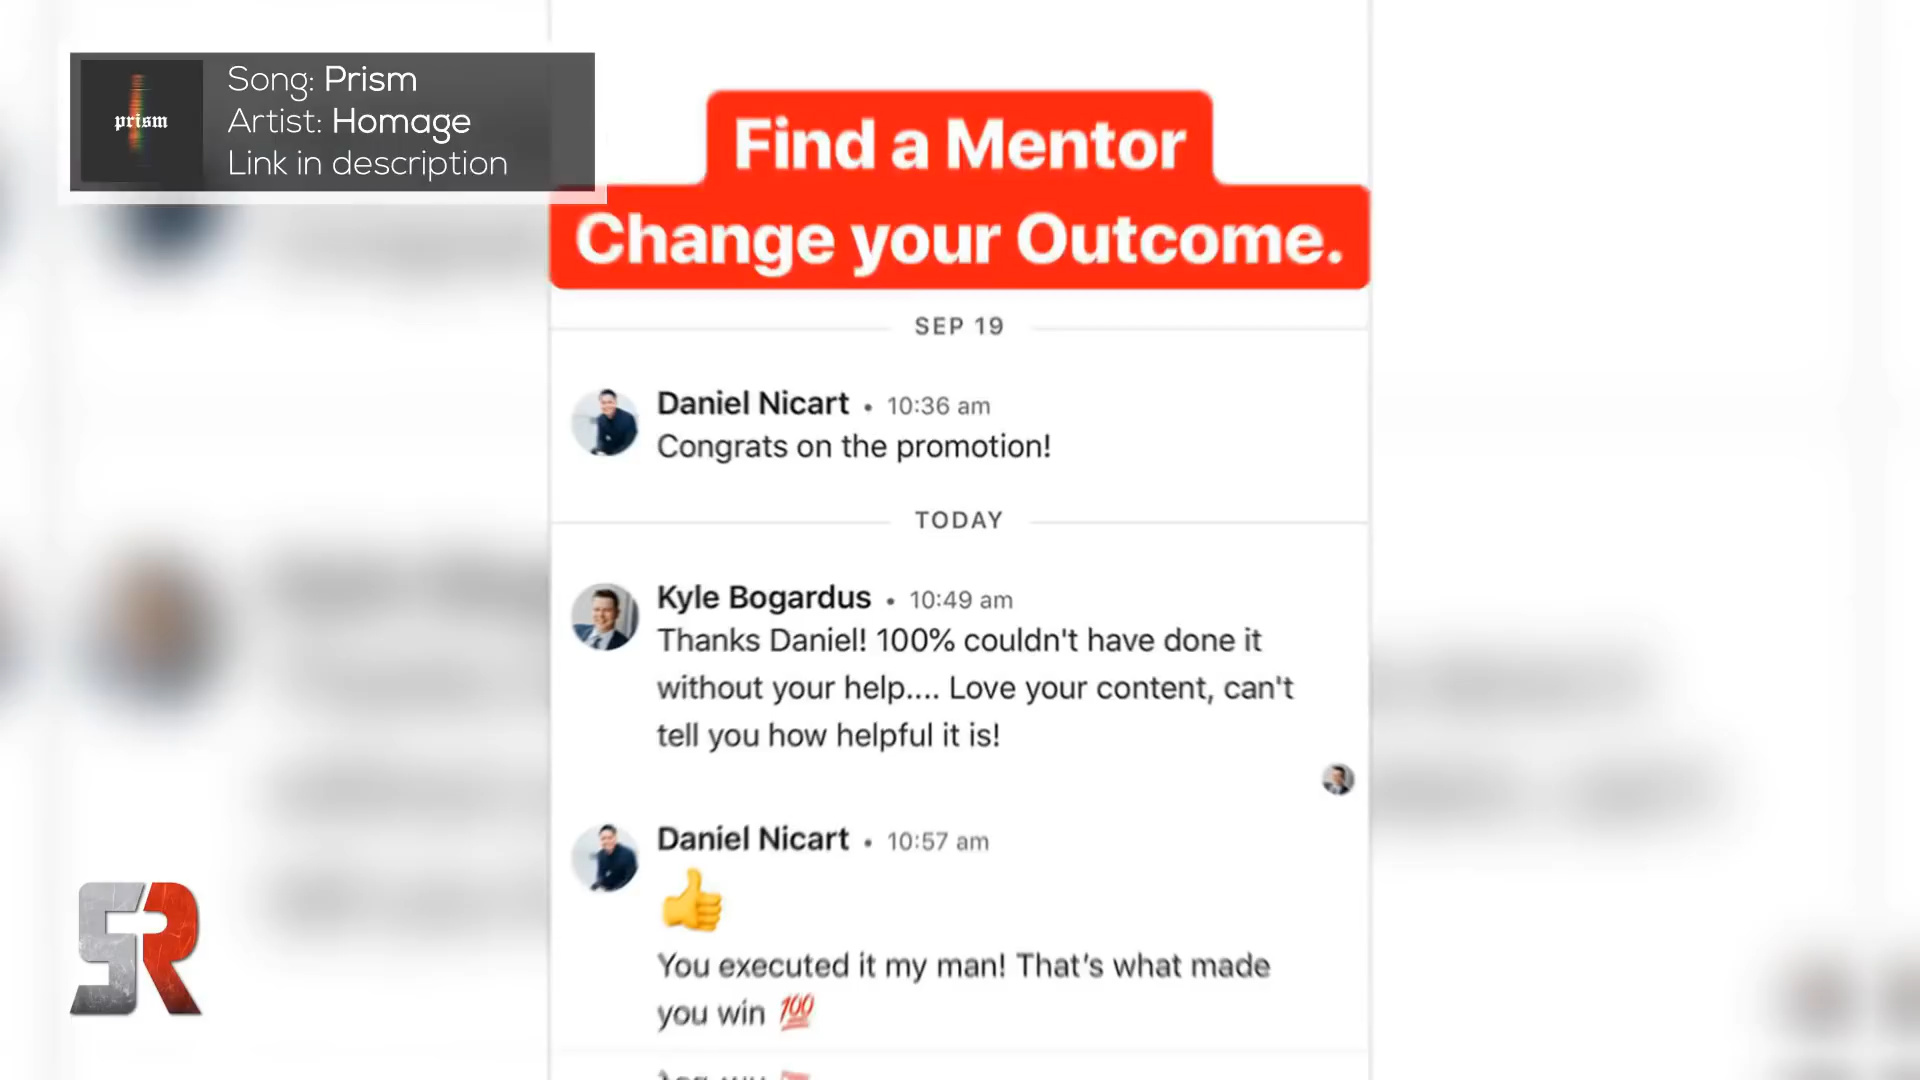 prism
Song: Prism
Artist: Homage
Link in description
Find a Mentor
Change your Outcome.
SEP 19
Daniel Nicart • 10:36 am
Congrats on the promotion!
TODAY
Kyle Bogardus • 10:49 am
Thanks Daniel! 100% couldn't have done it
without your help.... Love your content, can't
tell you how helpful it is!
Daniel Nicart • 10:57 am
👍
You executed it my man! That's what made
you win 💯
SR